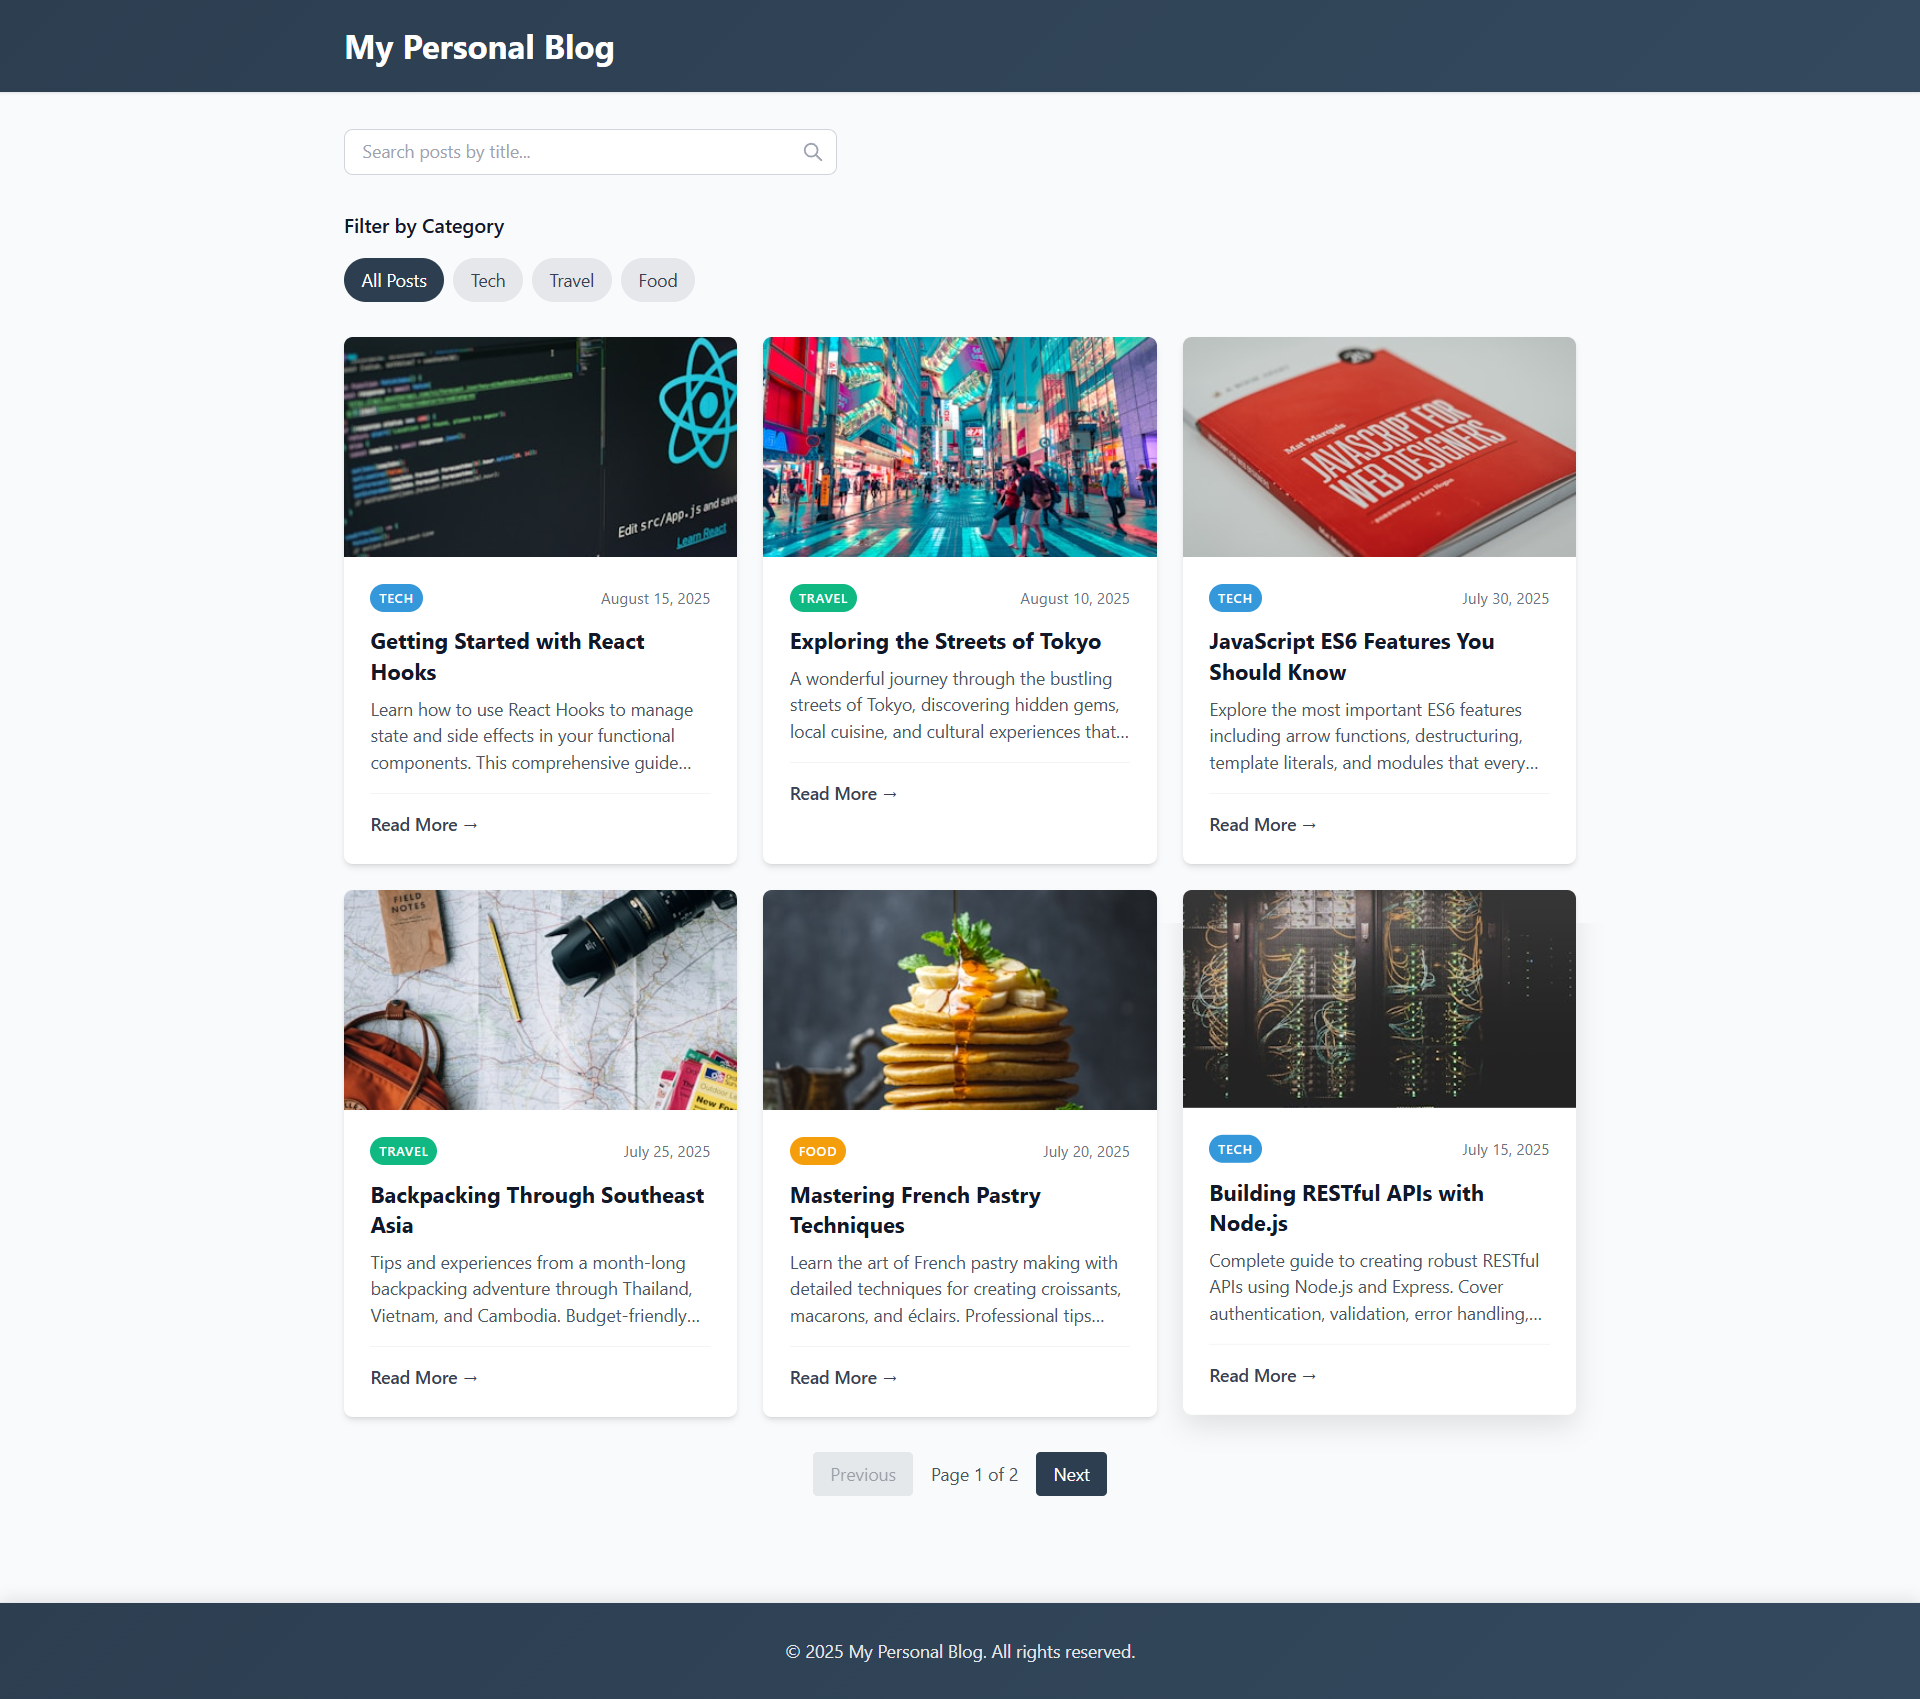 My Personal Blog
Search posts by title...
Filter by Category
All Posts Tech Travel Food
Edit src/App.js and save
Learn React
Mat Marquis
JAVASCRIPT FOR
WEB DESIGNERS
TECH August 15, 2025
Getting Started with React
Hooks
Learn how to use React Hooks to manage
state and side effects in your functional
components. This comprehensive guide...
Read More →
TRAVEL August 10, 2025
Exploring the Streets of Tokyo
A wonderful journey through the bustling
streets of Tokyo, discovering hidden gems,
local cuisine, and cultural experiences that...
Read More →
TECH July 30, 2025
JavaScript ES6 Features You
Should Know
Explore the most important ES6 features
including arrow functions, destructuring,
template literals, and modules that every...
Read More →
FIELD
NOTES
TRAVEL July 25, 2025
Backpacking Through Southeast
Asia
Tips and experiences from a month-long
backpacking adventure through Thailand,
Vietnam, and Cambodia. Budget-friendly...
Read More →
FOOD July 20, 2025
Mastering French Pastry
Techniques
Learn the art of French pastry making with
detailed techniques for creating croissants,
macarons, and éclairs. Professional tips...
Read More →
TECH July 15, 2025
Building RESTful APIs with
Node.js
Complete guide to creating robust RESTful
APIs using Node.js and Express. Cover
authentication, validation, error handling,...
Read More →
Previous Page 1 of 2 Next
© 2025 My Personal Blog. All rights reserved.